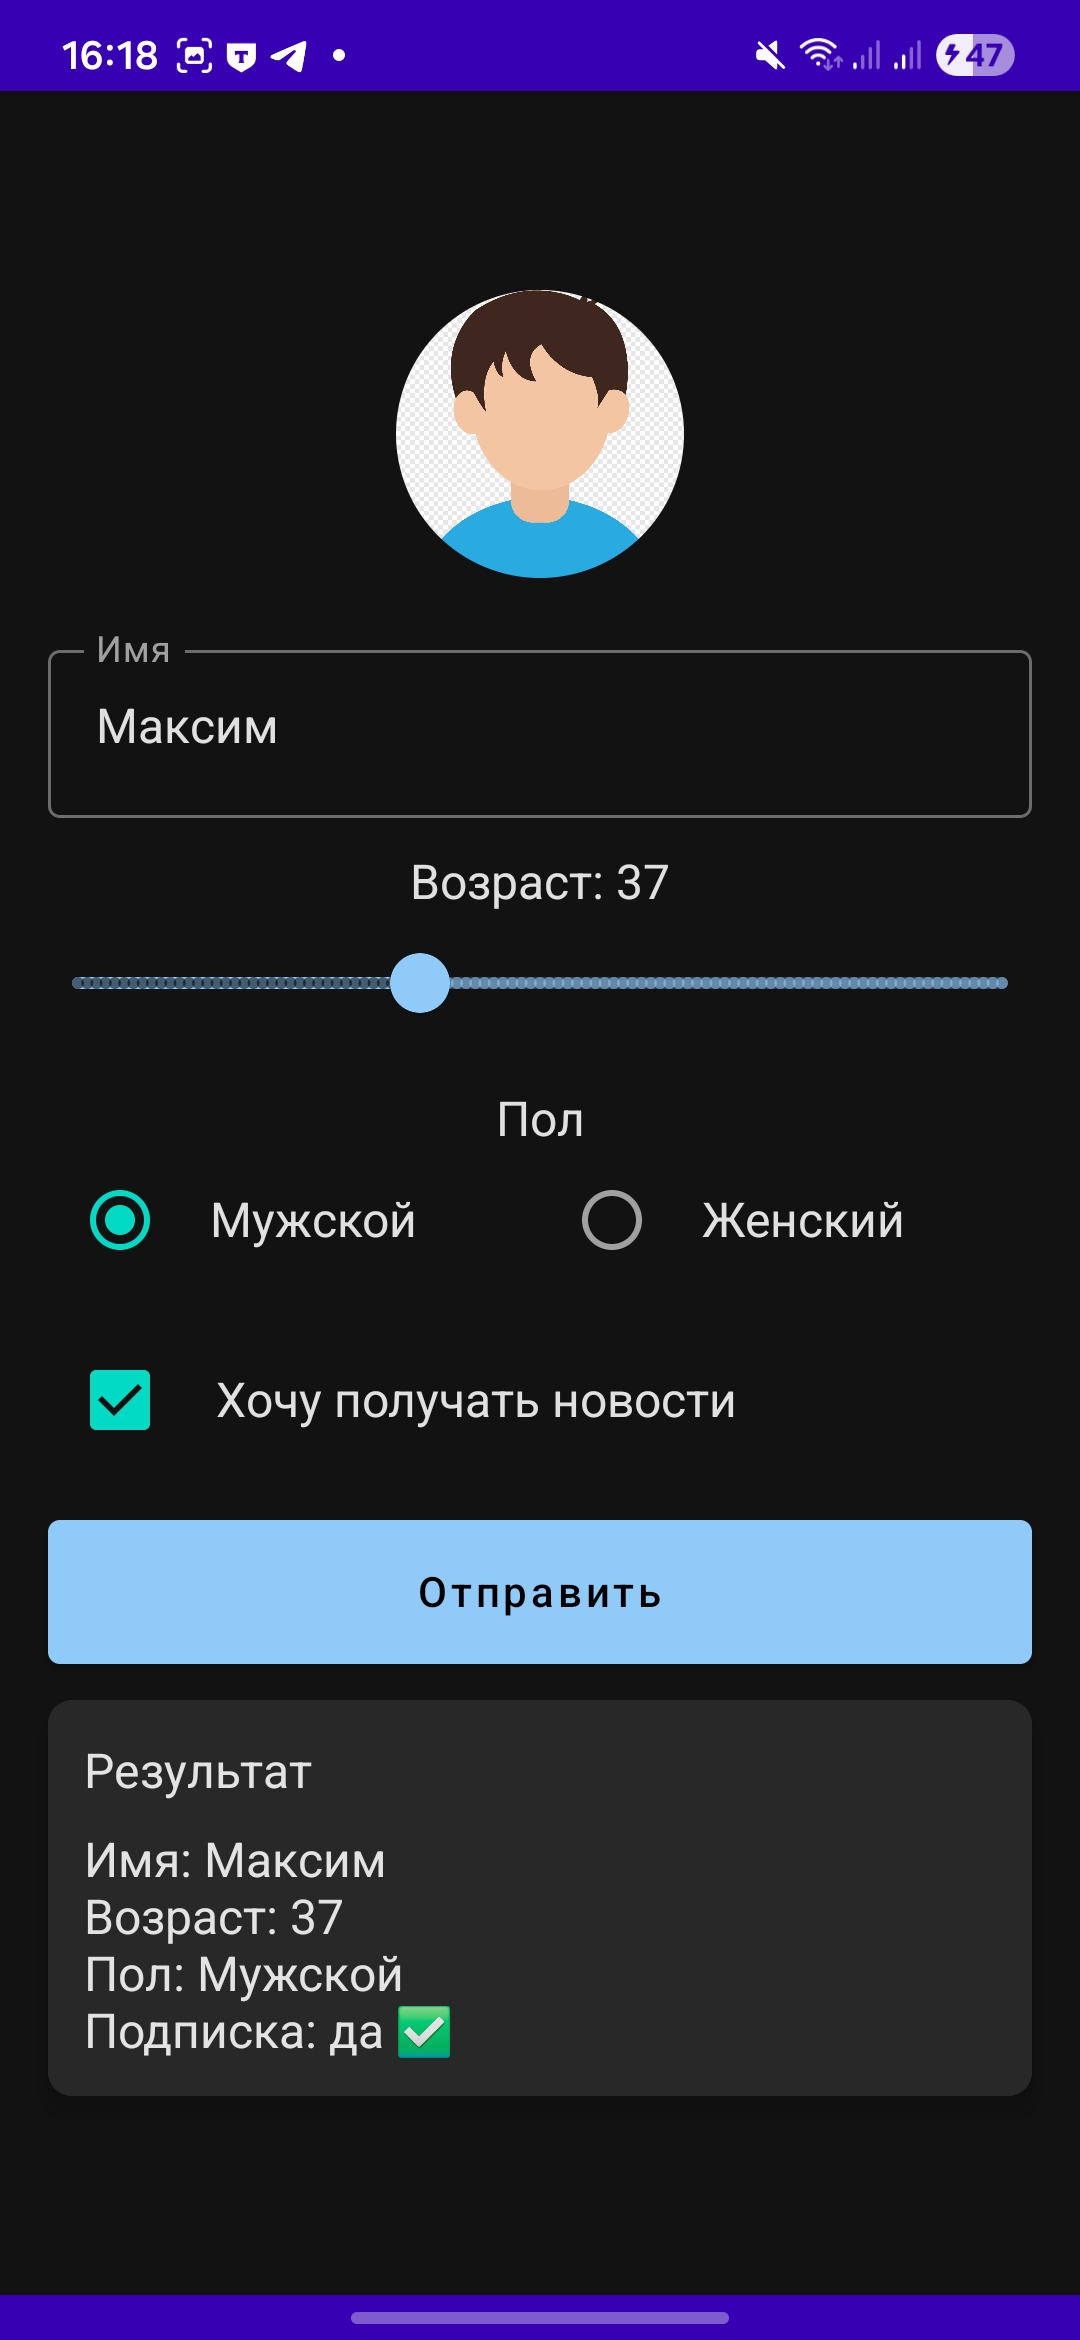 16:18
47
Имя
Максим
Возраст: 37
Пол
Мужской Женский
Хочу получать новости
Отправить
Результат
Имя: Максим
Возраст: 37
Пол: Мужской
Подписка: да ✅